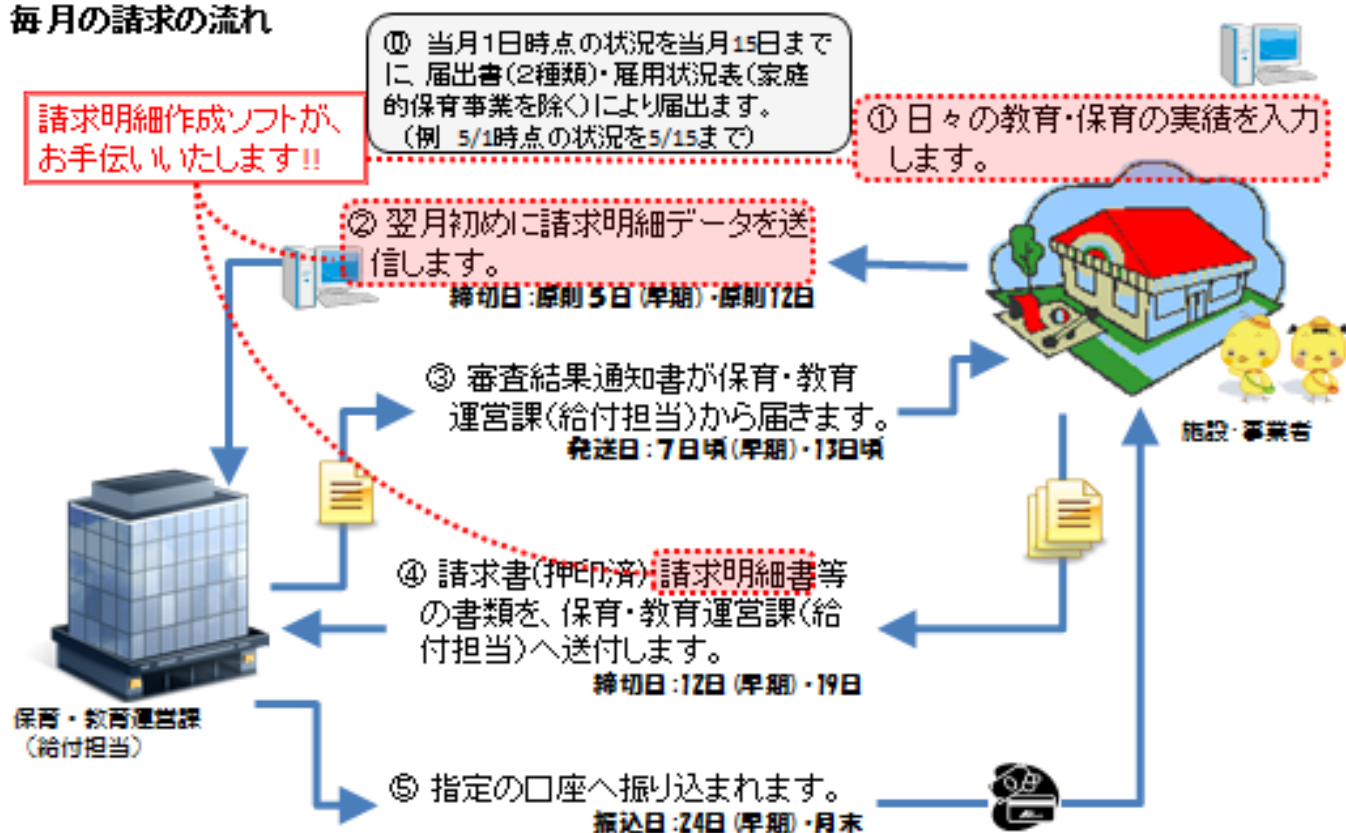 毎月の請求の流れ
⓪ 当月1日時点の状況を当月15日まで
に、届出書(2種類)・雇用状況表(家庭
的保育事業を除く)により届出ます。
(例 5/1時点の状況を5/15まで)
請求明細作成ソフトが、
お手伝いいたします!!
① 日々の教育・保育の実績を入力
します。
② 翌月初めに請求明細データを送
信します。
締切日:原則5日(早期)・原則12日
③ 審査結果通知書が保育・教育
運営課(給付担当)から届きます。
発送日:7日頃(早期)・13日頃
施設・事業者
④ 請求書(押印済)請求明細書等
の書類を、保育・教育運営課(給
付担当)へ送付します。
締切日:12日(早期)・19日
保育・教育運営課
(給付担当)
⑤ 指定の口座へ振り込まれます。
振込日:24日(早期)・月末